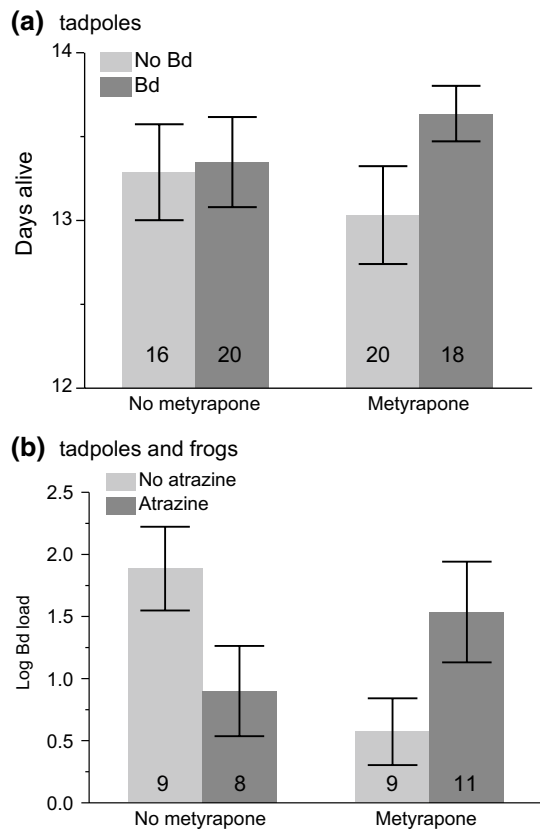 (a) tadpoles
14
No Bd
Bd
Days alive
13
16 20 20 18
12
No metyrapone Metyrapone
(b) tadpoles and frogs
No atrazine
Atrazine
2.5
2.0
1.5
Log Bd load
1.0
0.5
9 8 9 11
0.0
No metyrapone Metyrapone